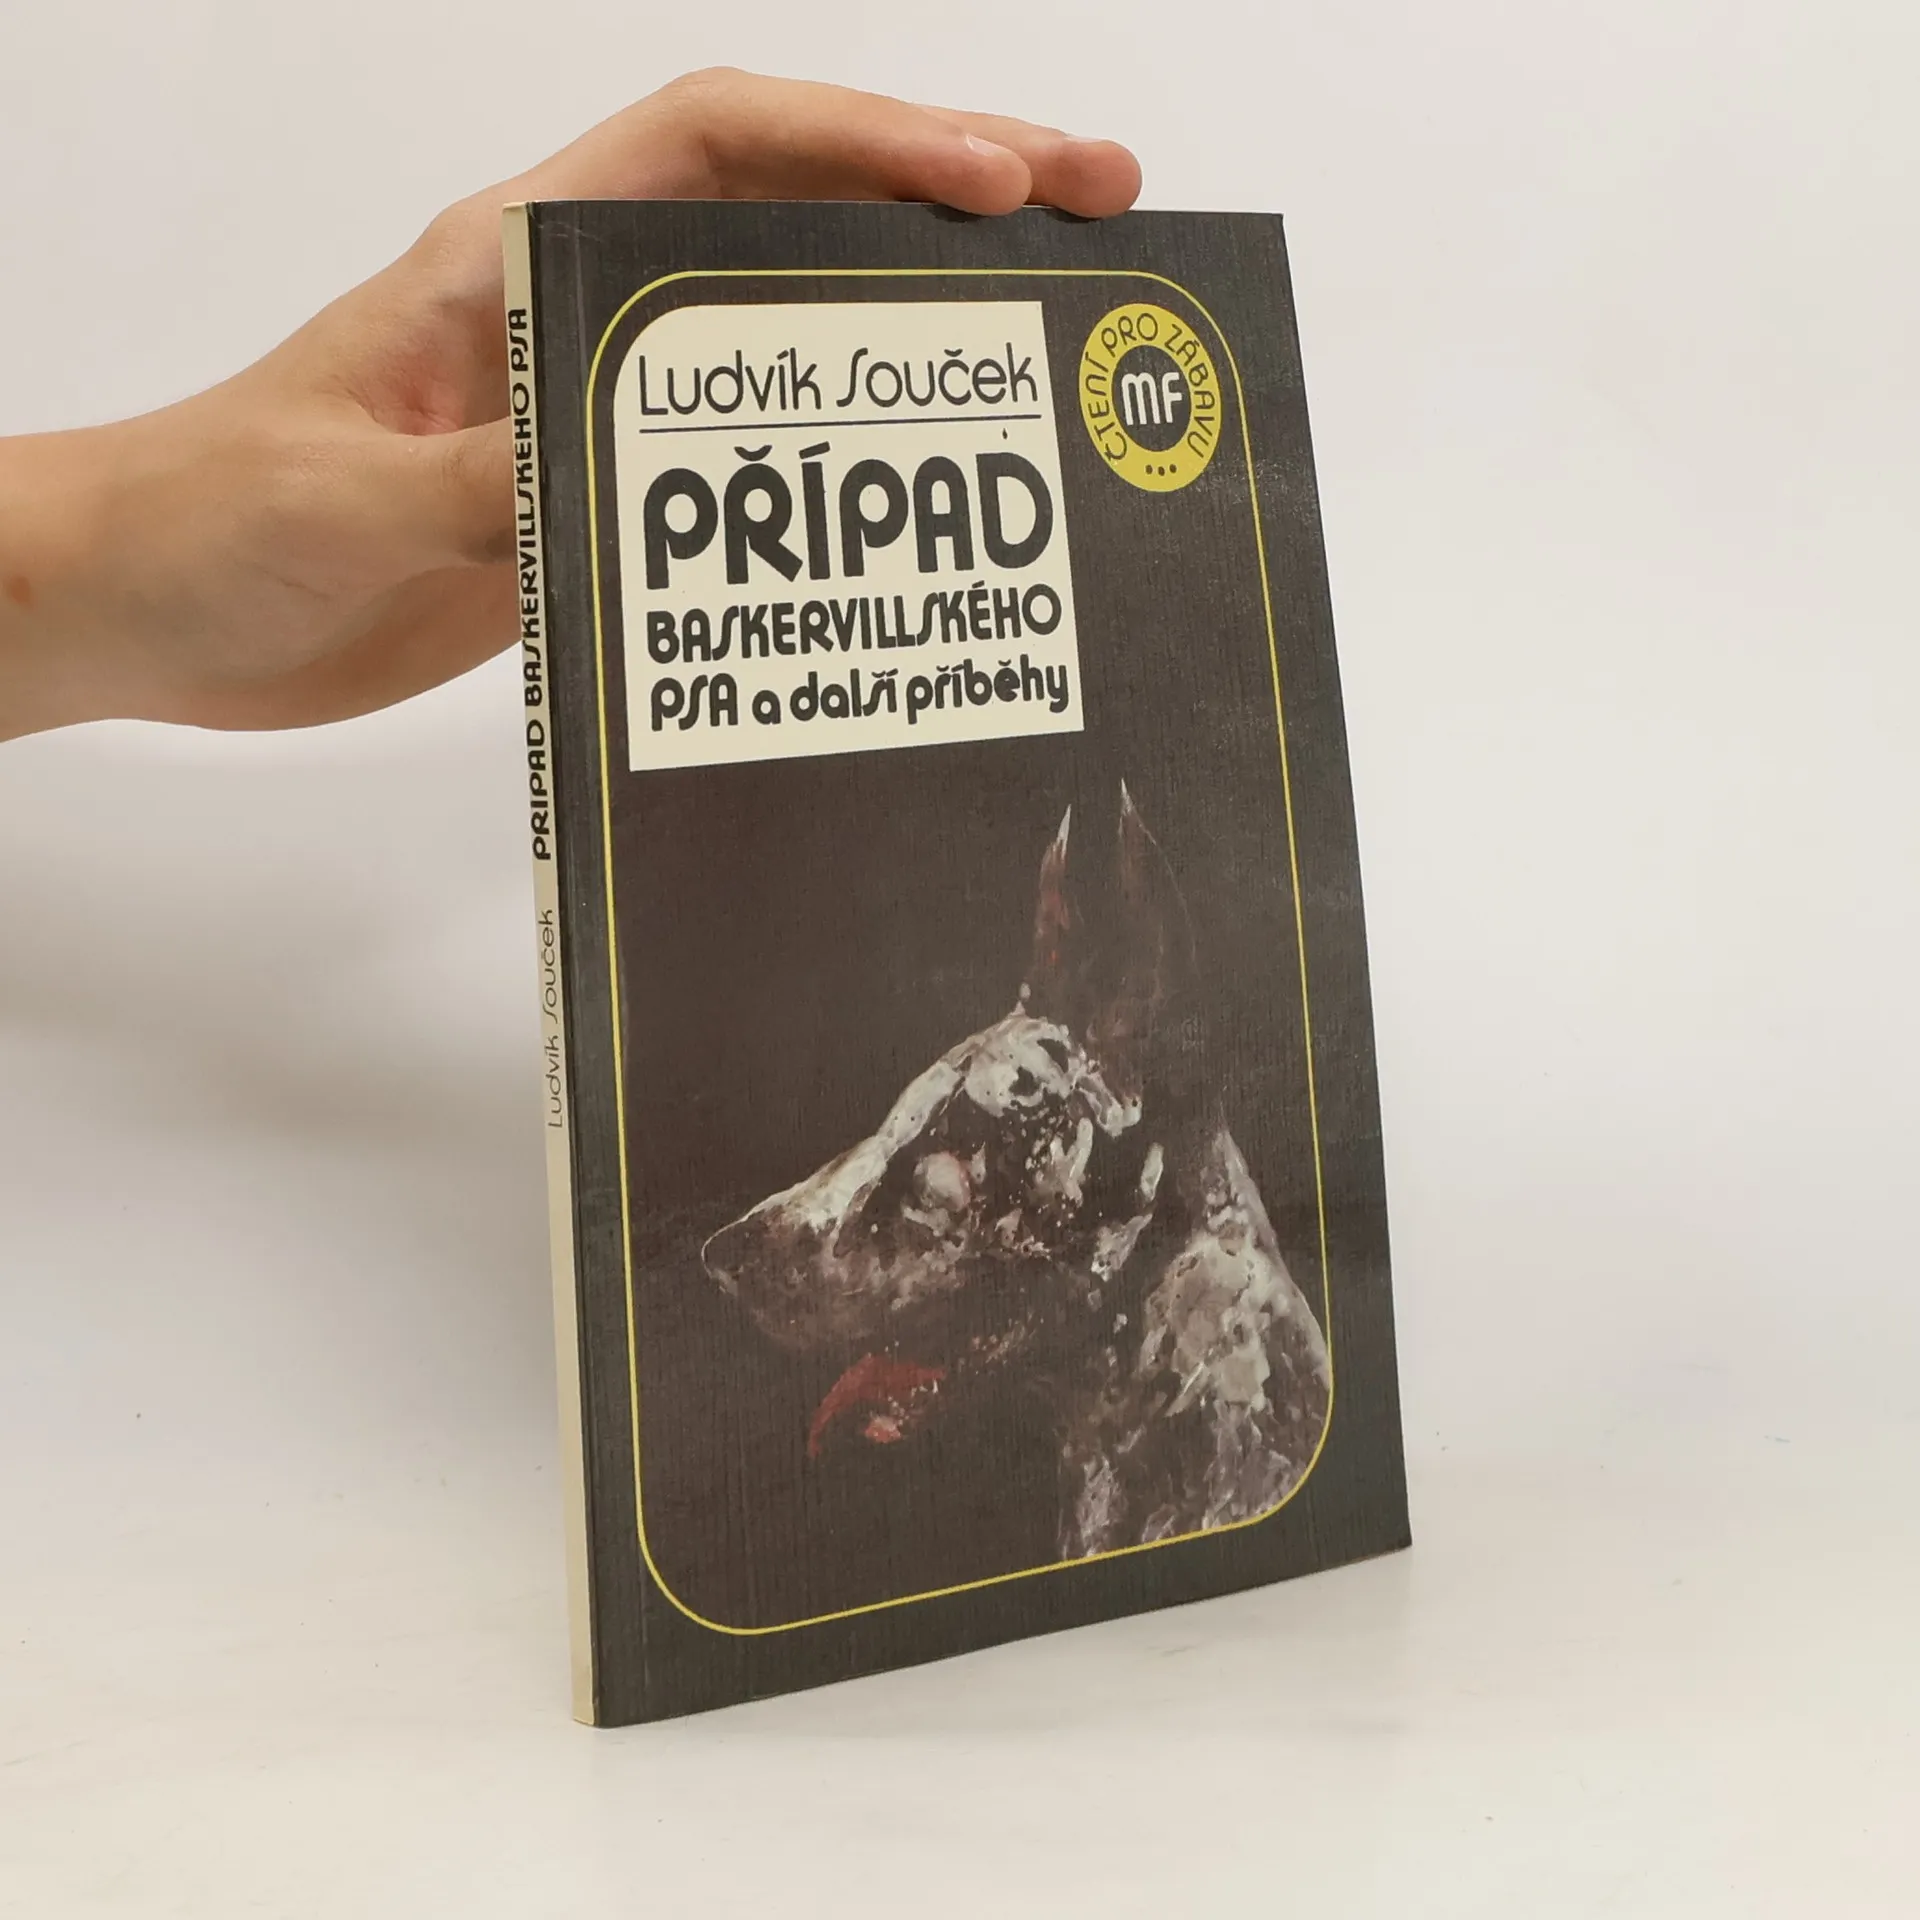 Ludvík Souček
PŘÍPAD
BASKERVILLSKÉHO
PSA a další příběhy
ČTENÍ PRO ZÁBAVU
MF
Ludvík Souček PŘÍPAD BASKERVILLSKÉHO PSA